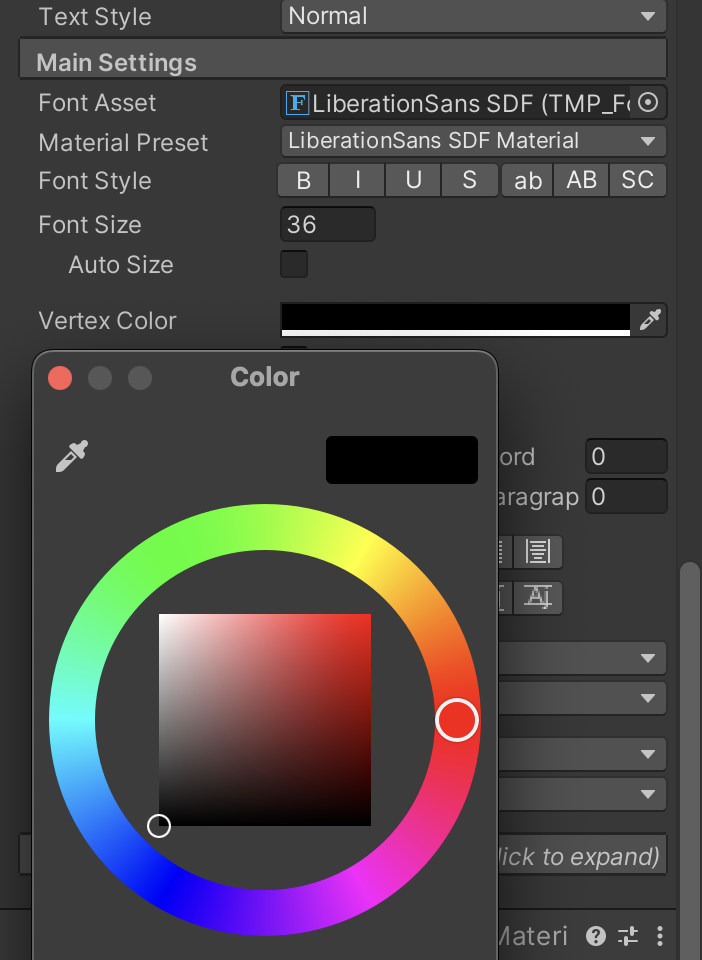 Text Style Normal
Main Settings
Font Asset F LiberationSans SDF (TMP_Fo
Material Preset LiberationSans SDF Material
Font Style B I U S ab AB SC
Font Size 36
Auto Size
Vertex Color
Color
ord 0
aragrap 0
lick to expand)
Materi